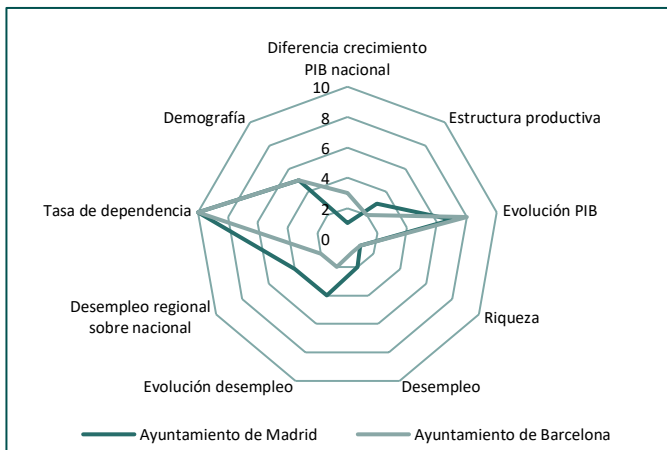 Diferencia crecimiento
PIB nacional
10
8
6
4
2
0
Estructura productiva
Evolución PIB
Riqueza
Desempleo
Evolución desempleo
Desempleo regional
sobre nacional
Tasa de dependencia
Demografía
Ayuntamiento de Madrid
Ayuntamiento de Barcelona